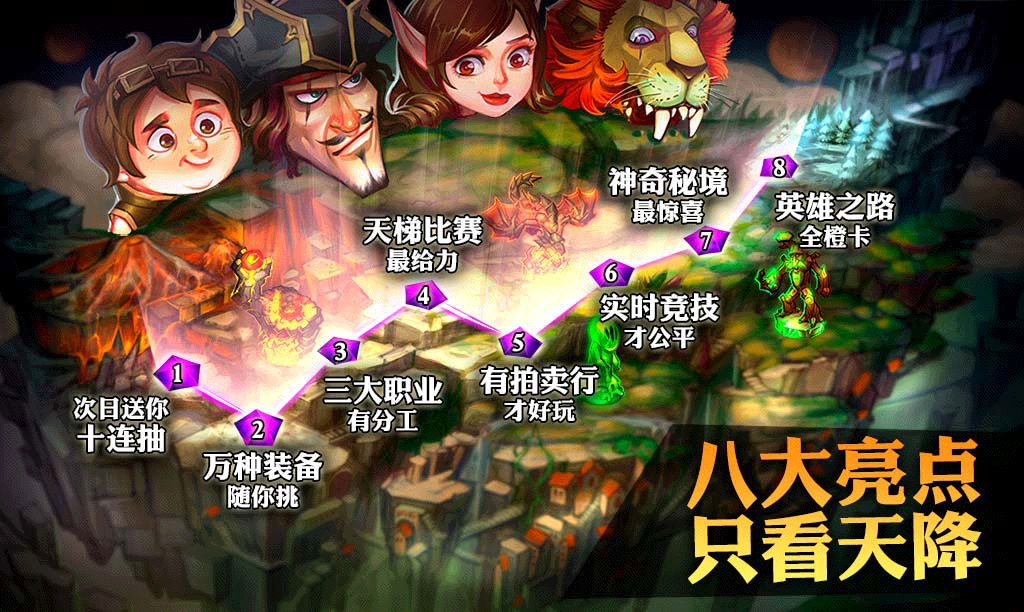 1
次日送你
十连抽
2
万种装备
随你挑
3
三大职业
有分工
天梯比赛
最给力
4
5
有拍卖行
才好玩
6
实时竞技
才公平
神奇秘境
最惊喜
7
8
英雄之路
全橙卡
八大亮点
只看天降